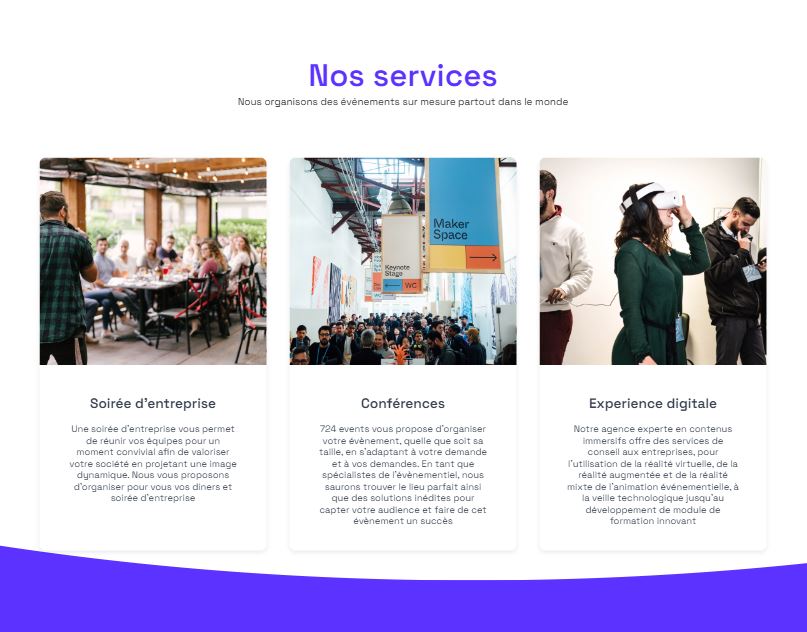 Nos services
Nous organisons des événements sur mesure partout dans le monde
Maker
Space
Keynote
Stage
WC
Soirée d'entreprise
Une soirée d'entreprise vous permet
de réunir vos équipes pour un
moment convivial afin de valoriser
votre société en projetant une image
dynamique. Nous vous proposons
d'organiser pour vous vos dîners et
soirée d'entreprise
Conférences
724 events vous propose d'organiser
votre évènement, quelle que soit sa
taille, en s'adaptant à votre demande
et à vos demandes. En tant que
spécialistes de l'évènementiel, nous
saurons trouver le lieu parfait ainsi
que des solutions inédites pour
capter votre audience et faire de cet
évènement un succès
Experience digitale
Notre agence experte en contenus
immersifs offre des services de
conseil aux entreprises, pour
l'utilisation de la réalité virtuelle, de la
réalité augmentée et de la réalité
mixte de l'animation événementielle, à
la veille technologique jusqu'au
développement de module de
formation innovant